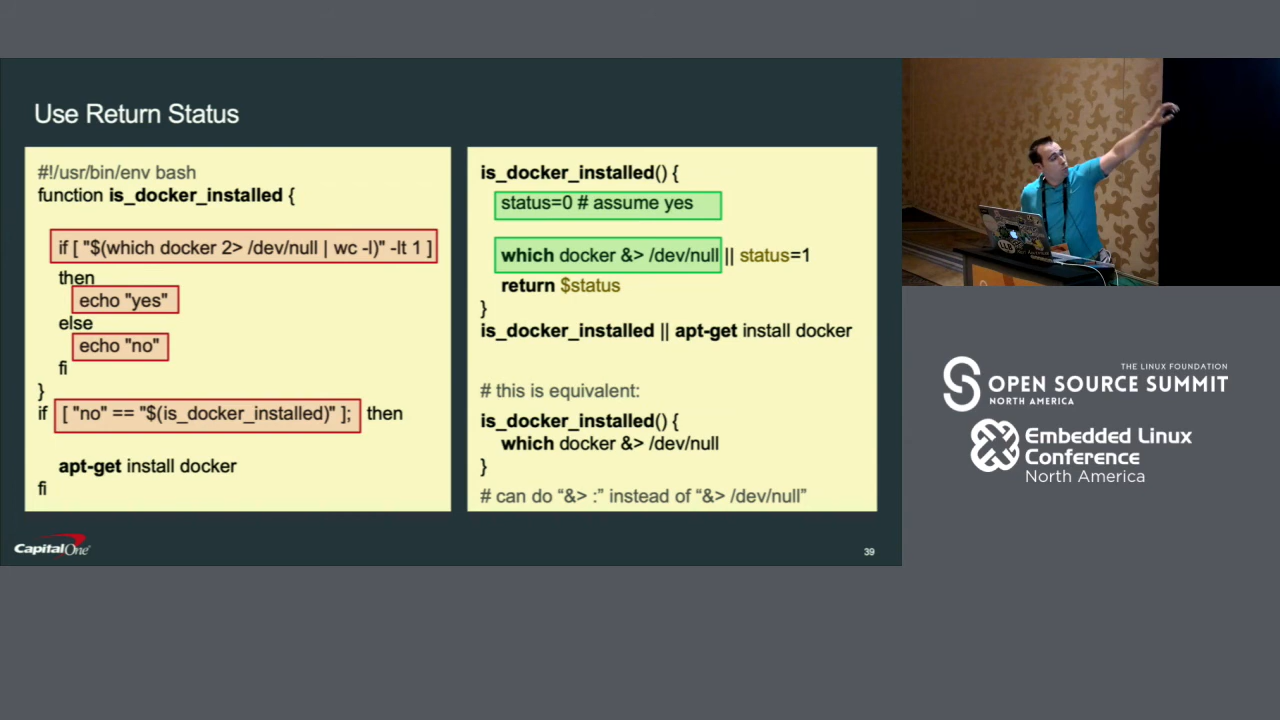 Use Return Status
#!/usr/bin/env bash
function is_docker_installed {
if [ "$(which docker 2> /dev/null | wc -l)" -lt 1 ]
then
echo "yes"
else
echo "no"
fi
}
if [ "no" == "$(is_docker_installed)" ]; then
apt-get install docker
fi
is_docker_installed() {
status=0 # assume yes
which docker &> /dev/null || status=1
return $status
}
is_docker_installed || apt-get install docker
# this is equivalent:
is_docker_installed() {
which docker &> /dev/null
}
# can do “&> :” instead of “&> /dev/null”
CapitalOne
39
THE LINUX FOUNDATION
OPEN SOURCE SUMMIT
NORTH AMERICA
Embedded Linux
Conference
North America